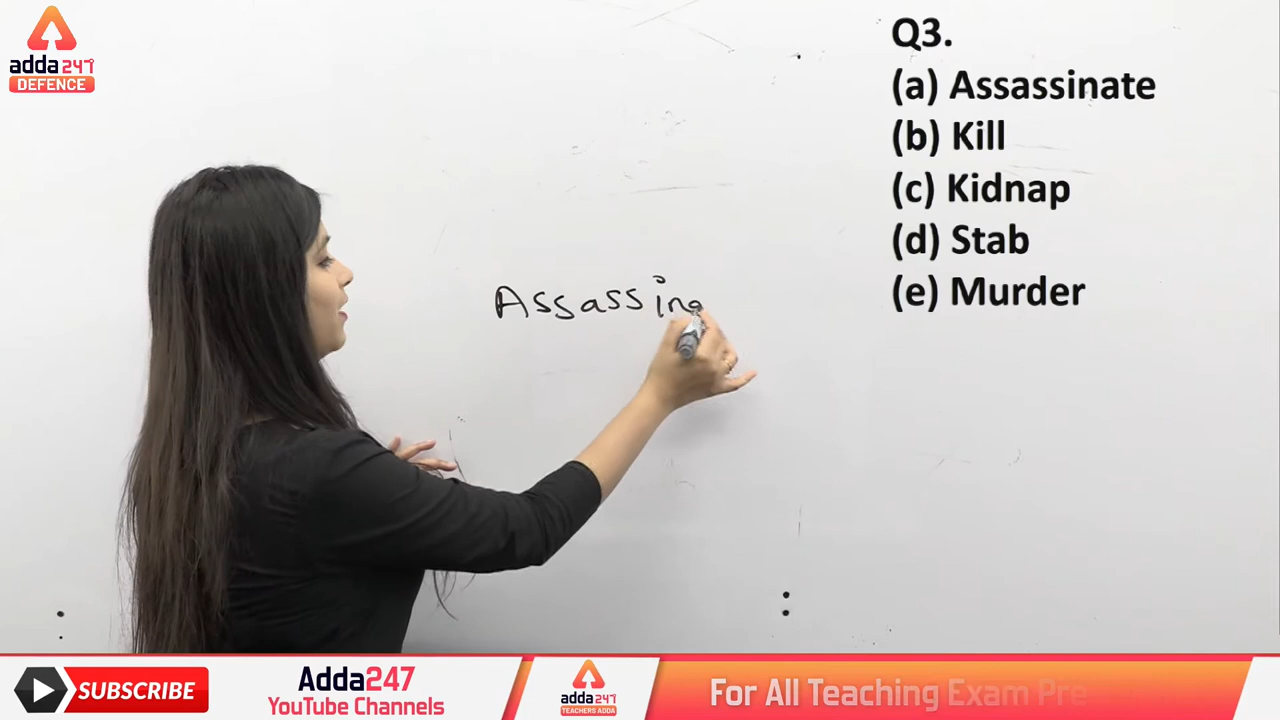 adda247
DEFENCE
Q3.
(a) Assassinate
(b) Kill
(c) Kidnap
(d) Stab
(e) Murder
Assassina
SUBSCRIBE
Adda247
YouTube Channels
adda247
TEACHERS ADDA
For All Teaching Exam Pre